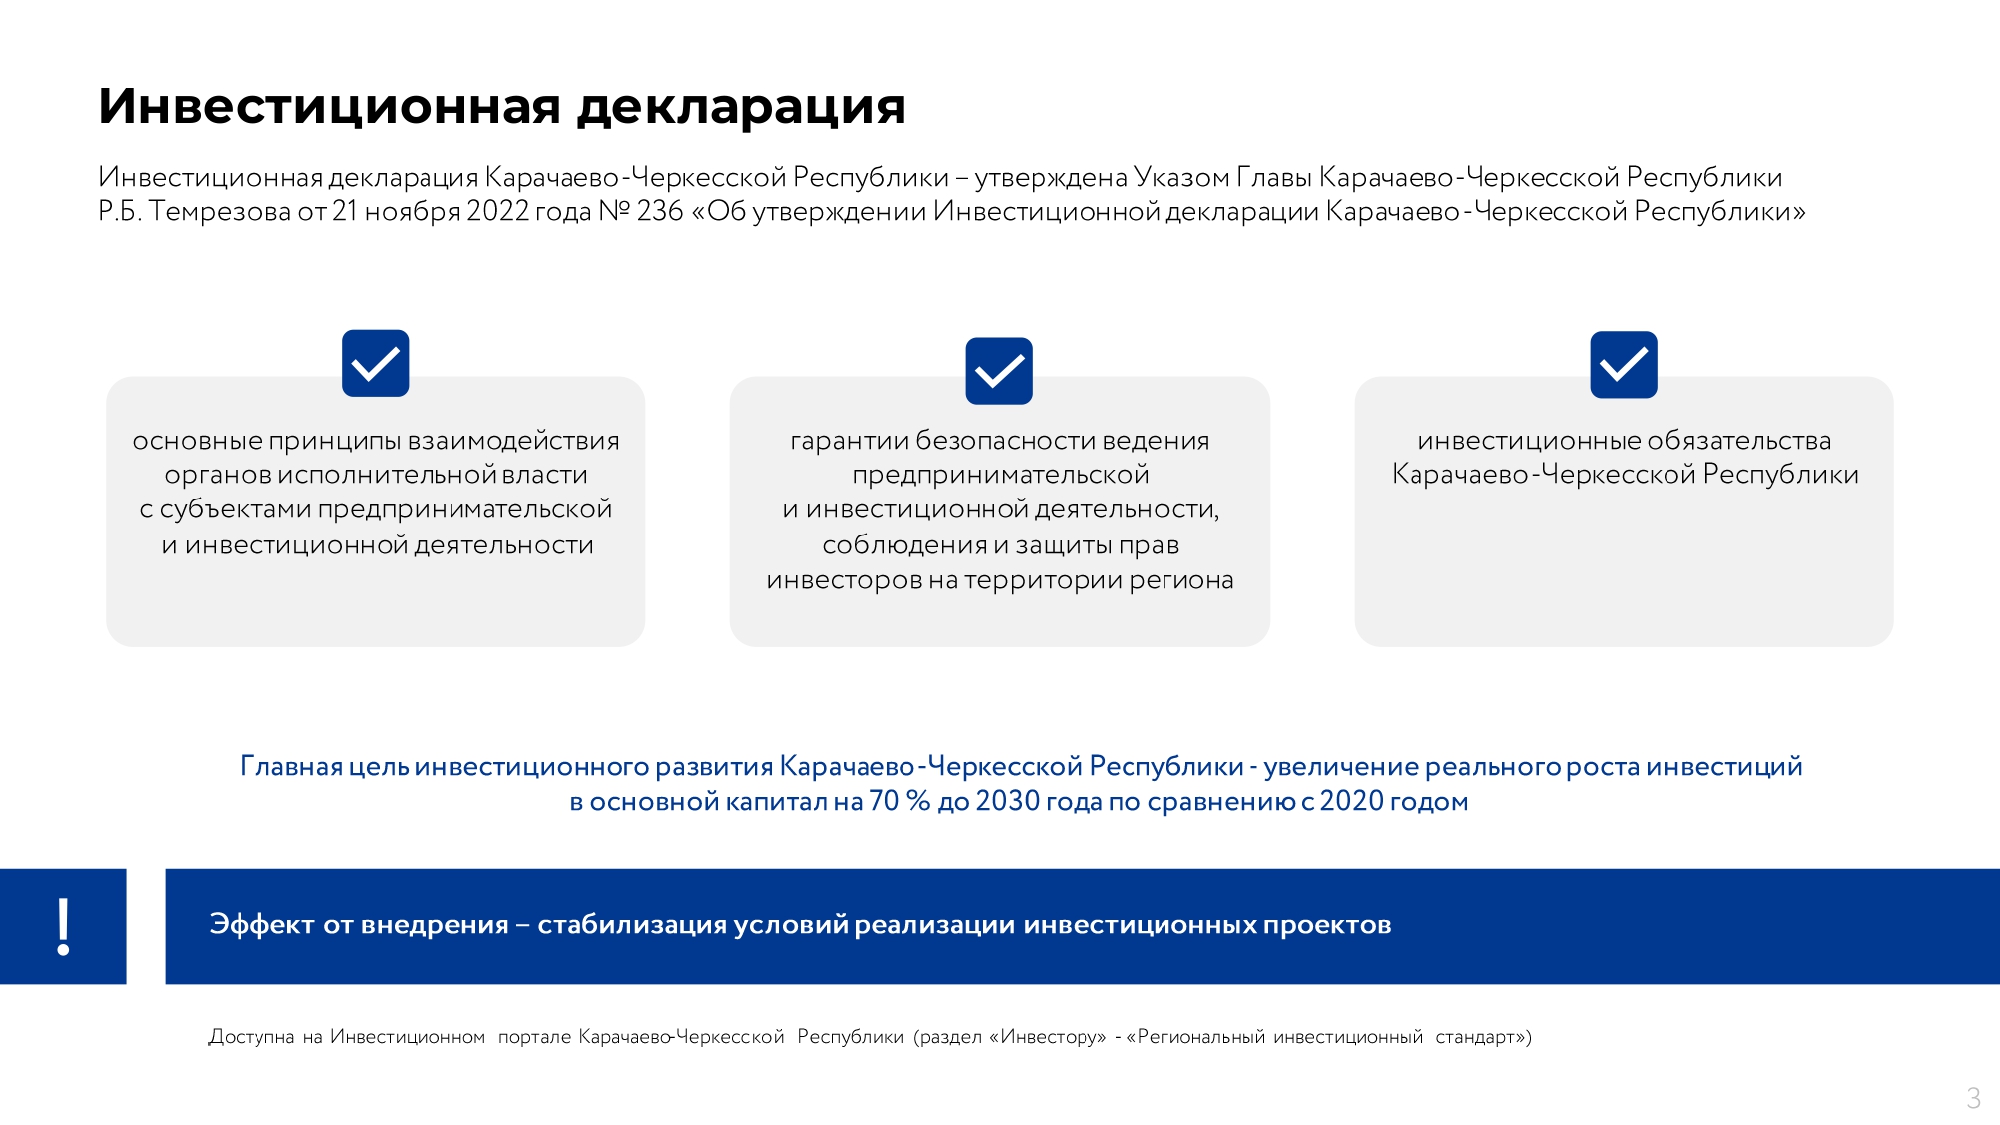 Инвестиционная декларация
Инвестиционная декларация Карачаево-Черкесской Республики – утверждена Указом Главы Карачаево-Черкесской Республики
Р.Б. Темрезова от 21 ноября 2022 года № 236 «Об утверждении Инвестиционной декларации Карачаево-Черкесской Республики»
основные принципы взаимодействия
органов исполнительной власти
с субъектами предпринимательской
и инвестиционной деятельности
гарантии безопасности ведения
предпринимательской
и инвестиционной деятельности,
соблюдения и защиты прав
инвесторов на территории региона
инвестиционные обязательства
Карачаево-Черкесской Республики
Главная цель инвестиционного развития Карачаево-Черкесской Республики - увеличение реального роста инвестиций
в основной капитал на 70 % до 2030 года по сравнению с 2020 годом
!
Эффект от внедрения – стабилизация условий реализации инвестиционных проектов
Доступна на Инвестиционном портале Карачаево-Черкесской Республики (раздел «Инвестору» - «Региональный инвестиционный стандарт»)
3